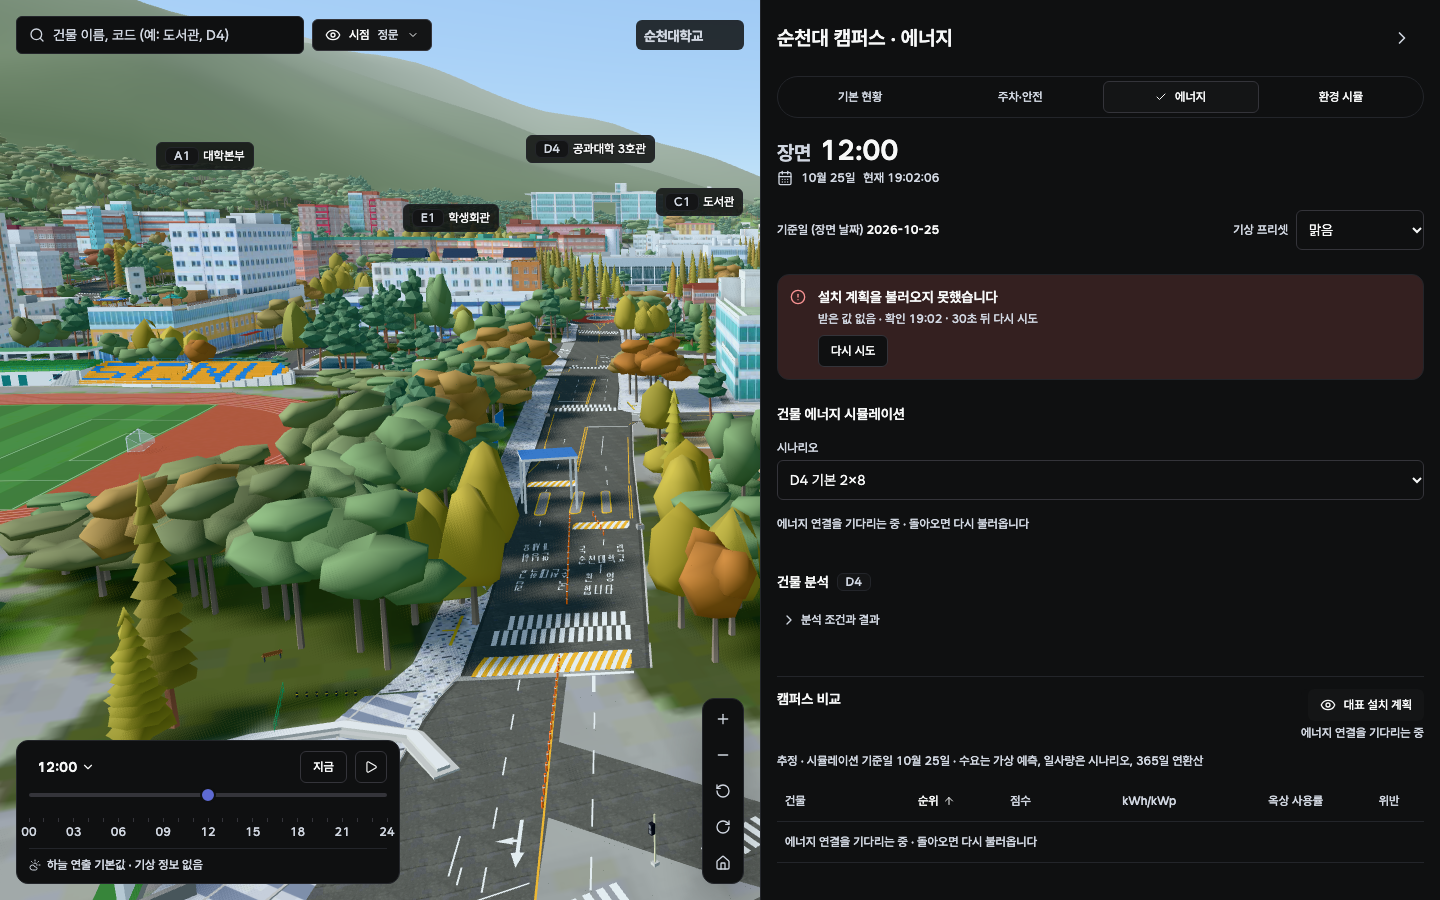 건물 이름, 코드 (예: 도서관, D4)
시점 정문
순천대학교
A1 대학본부
D4 공과대학 3호관
C1 도서관
E1 학생회관
12:00
지금
00 03 06 09 12 15 18 21 24
하늘 연출 기본값 · 기상 정보 없음
순천대 캠퍼스 · 에너지
기본 현황
주차·안전
에너지
환경 시뮬
장면 12:00
10월 25일 현재 19:02:06
기준일 (장면 날짜) 2026-10-25
기상 프리셋
맑음
설치 계획을 불러오지 못했습니다
받은 값 없음 · 확인 19:02 · 30초 뒤 다시 시도
다시 시도
건물 에너지 시뮬레이션
시나리오
D4 기본 2×8
에너지 연결을 기다리는 중 · 돌아오면 다시 불러옵니다
건물 분석 D4
분석 조건과 결과
캠퍼스 비교
대표 설치 계획
에너지 연결을 기다리는 중
추정 · 시뮬레이션 기준일 10월 25일 · 수요는 가상 예측, 일사량은 시나리오, 365일 연환산
건물 순위 점수 kWh/kWp 옥상 사용률 위반
에너지 연결을 기다리는 중 · 돌아오면 다시 불러옵니다